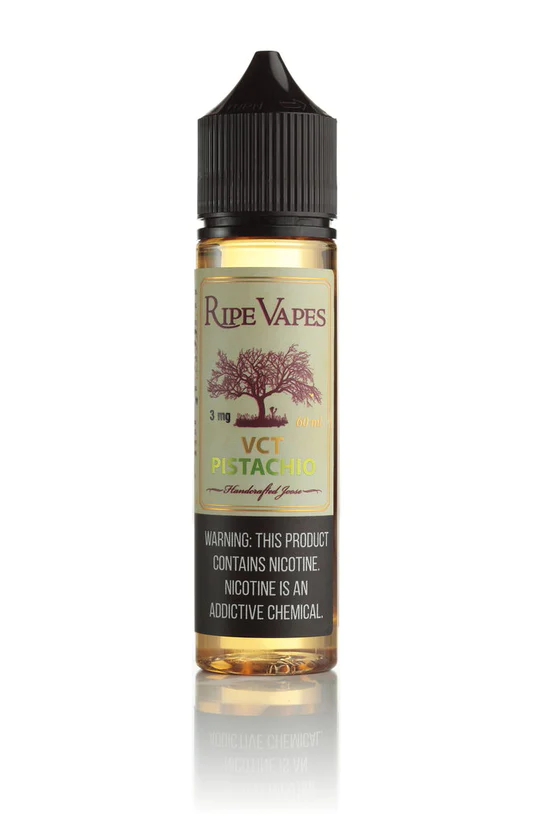 RIPE VAPES
3 mg
60 ml
VCT
PISTACHIO
Handcrafted Joose
WARNING: THIS PRODUCT
CONTAINS NICOTINE.
NICOTINE IS AN
ADDICTIVE CHEMICAL.